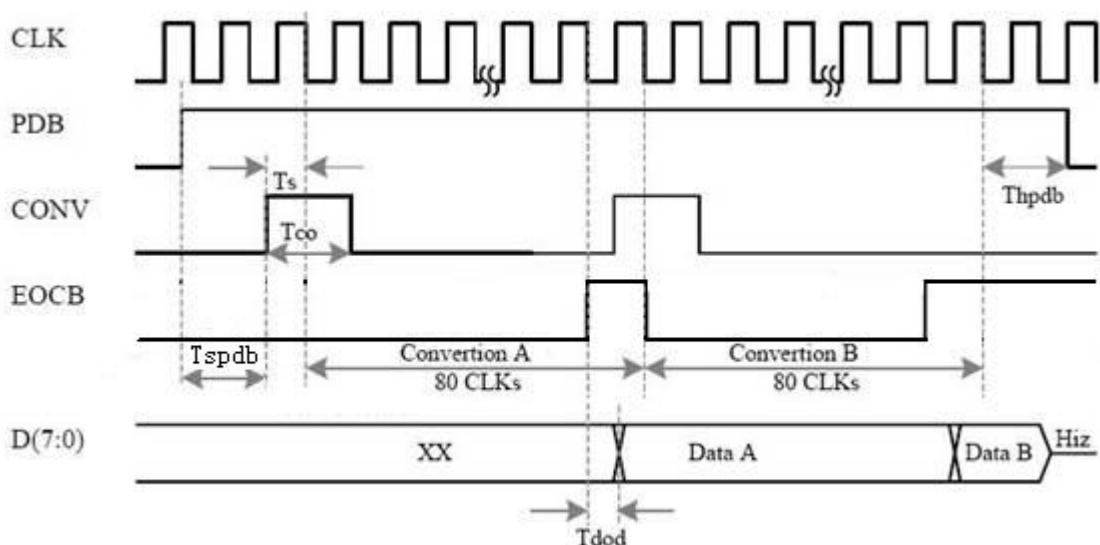 CLK
PDB
Ts
Thpdb
CONV
Tco
EOCB
Tspdb
Convertion A
Convertion B
80 CLKs
80 CLKs
D(7:0)
XX
Data A
Data B
Hiz
Tdod